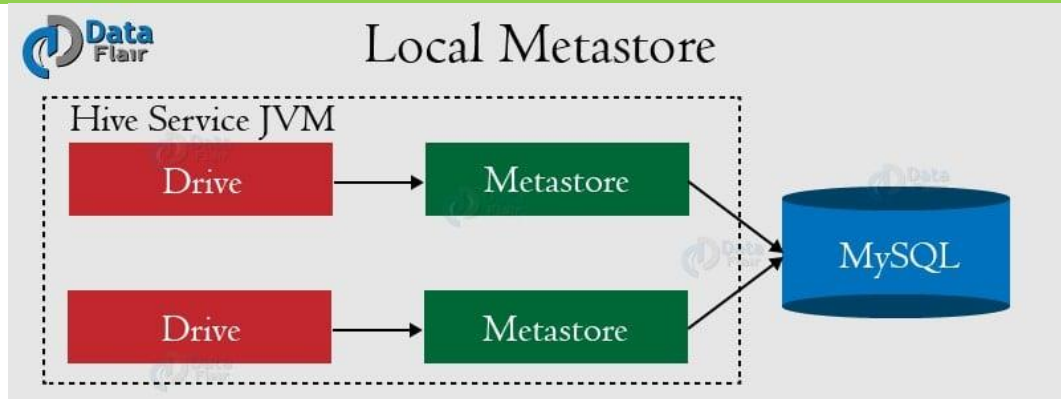 Data
Flair
Local Metastore
Hive Service JVM
Drive
Metastore
MySQL
Drive
Metastore